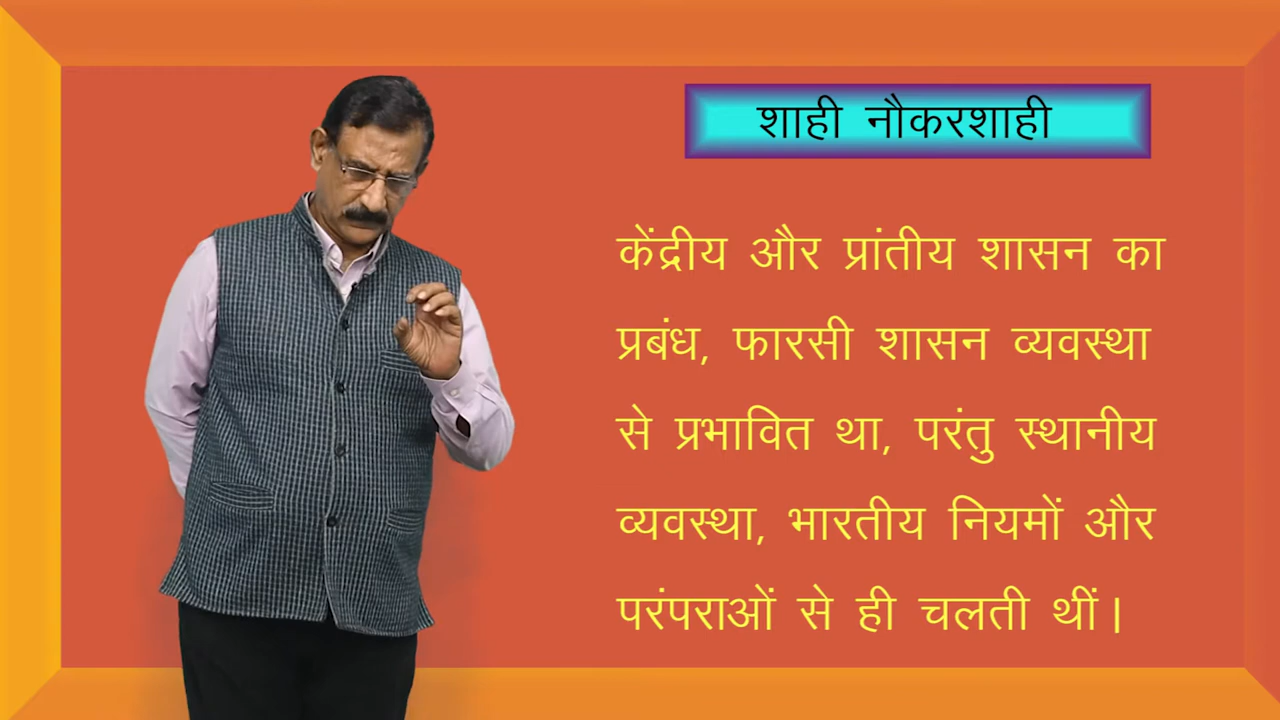 शाही नौकरशाही
केंद्रीय और प्रांतीय शासन का
प्रबंध, फारसी शासन व्यवस्था
से प्रभावित था, परंतु स्थानीय
व्यवस्था, भारतीय नियमों और
परंपराओं से ही चलती थीं।